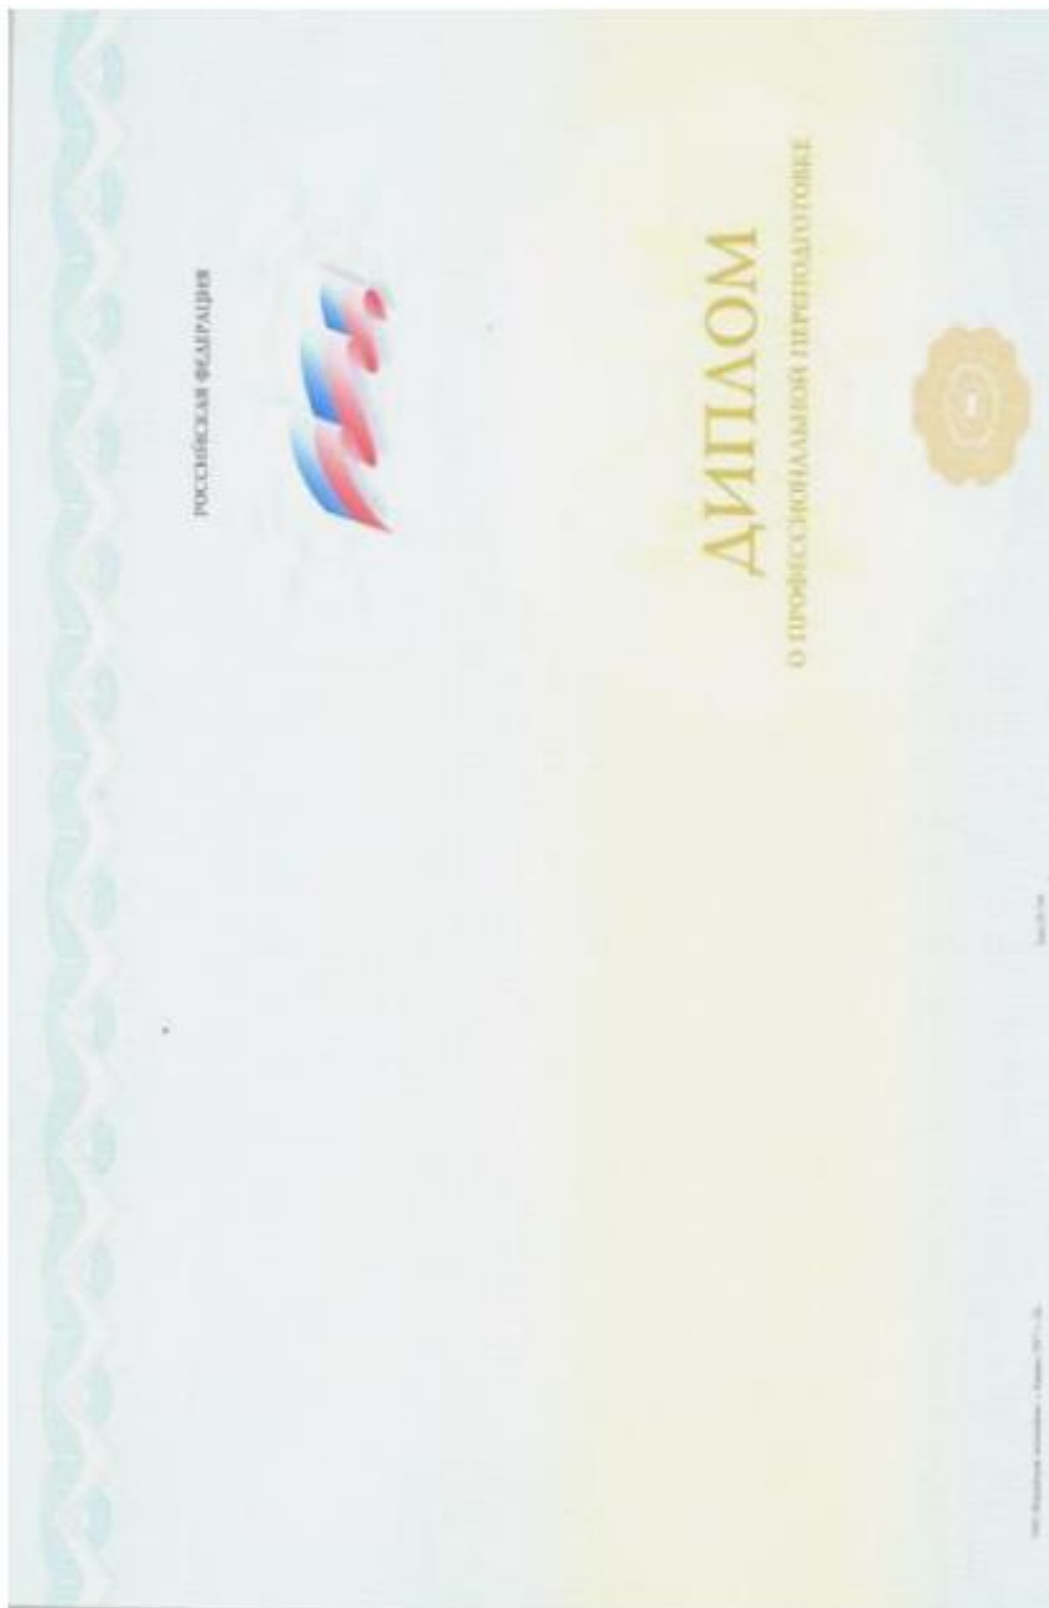 РОССИЙСКАЯ ФЕДЕРАЦИЯ
ДИПЛОМ
О ПРОФЕССИОНАЛЬНОЙ ПЕРЕПОДГОТОВКЕ